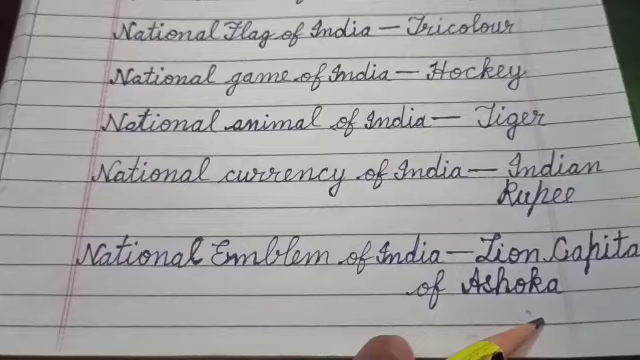 National Flag of India — Tricolour
National game of India — Hockey
National animal of India — Tiger
National currency of India — Indian
Rupee
National Emblem of India — Lion Capita
of Ashoka